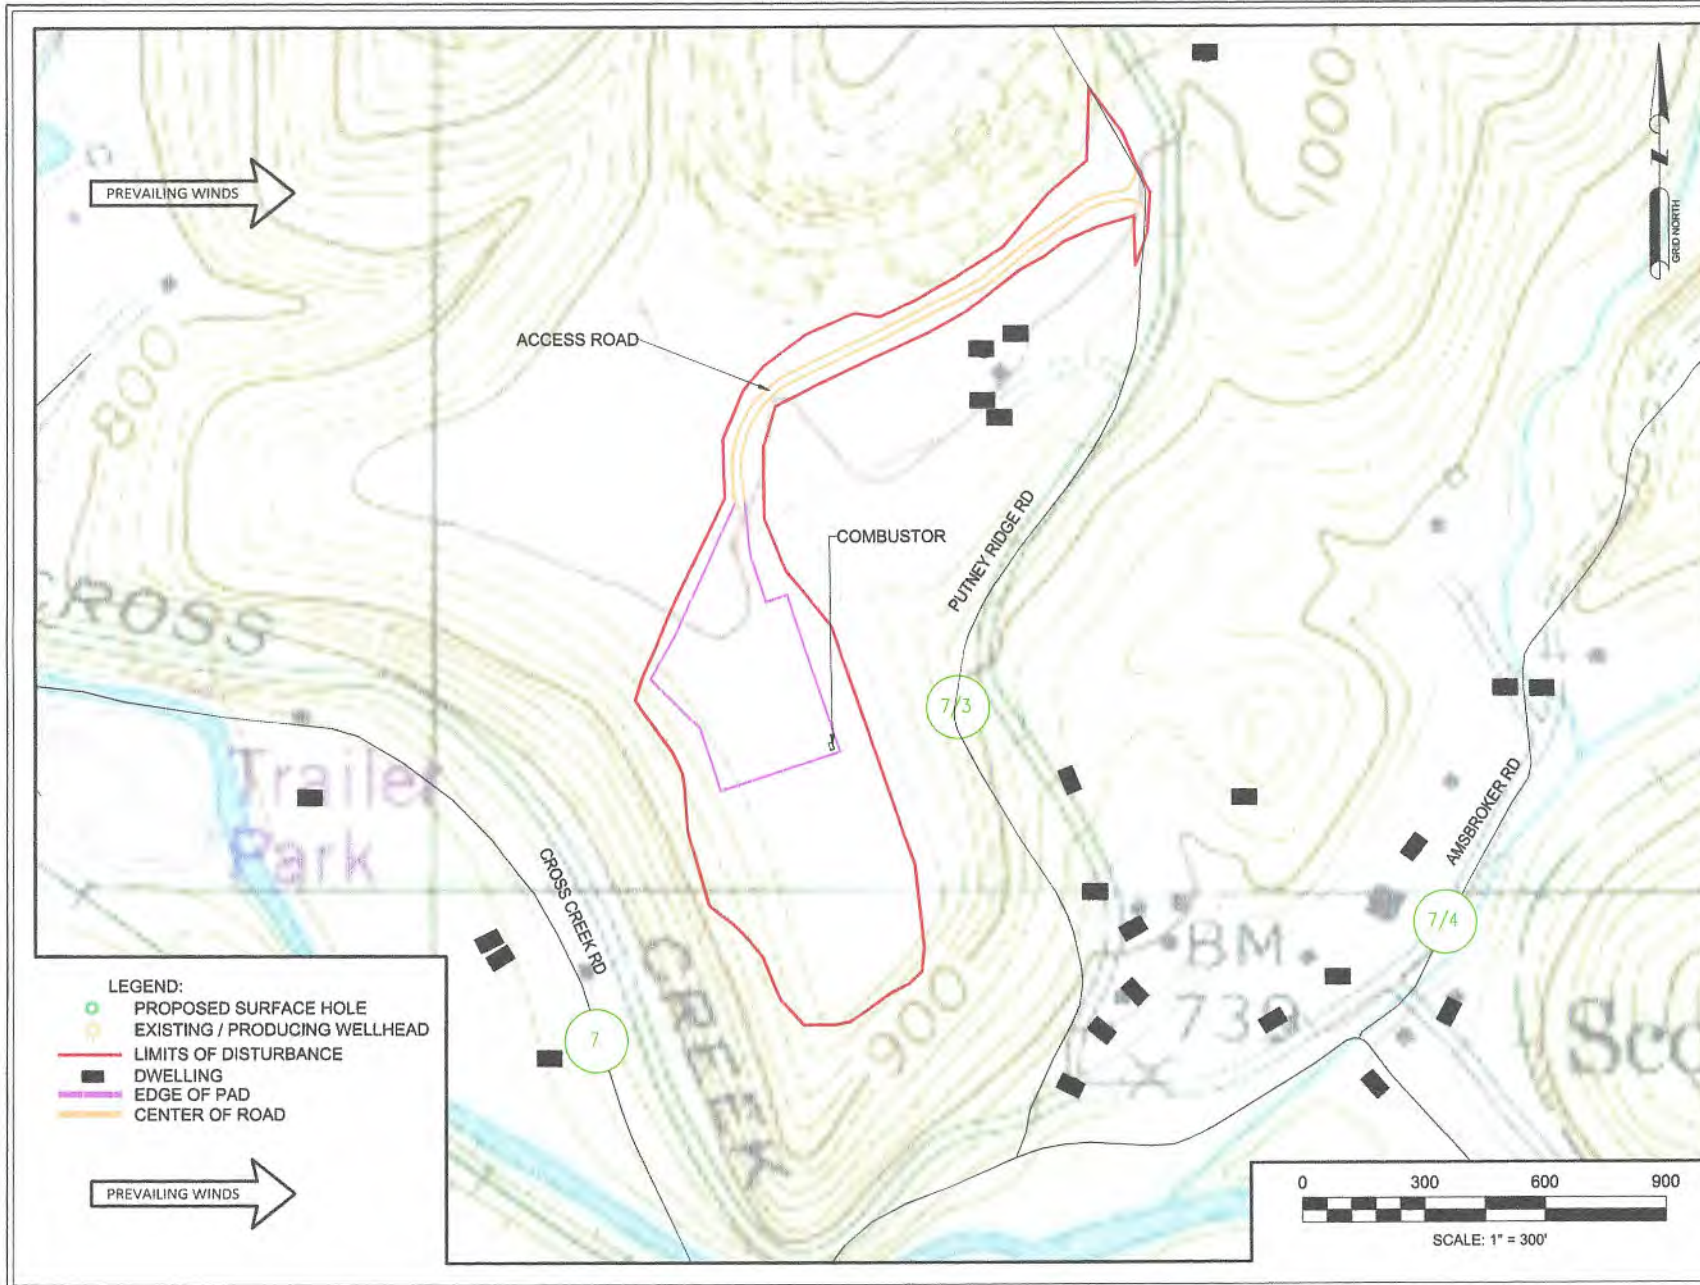 1000
PREVAILING WINDS
N
GRID NORTH
ACCESS ROAD
800
COMBUSTOR
PUTNEY RIDGE RD
CROSS
7/3
Trailer
Park
AMSBROKER RD
CROSS CREEK RD
7/4
BM
739
CREEK
900
7
LEGEND:
PROPOSED SURFACE HOLE
EXISTING / PRODUCING WELLHEAD
LIMITS OF DISTURBANCE
DWELLING
EDGE OF PAD
CENTER OF ROAD
PREVAILING WINDS
Sco
0 300 600 900
SCALE: 1" = 300'